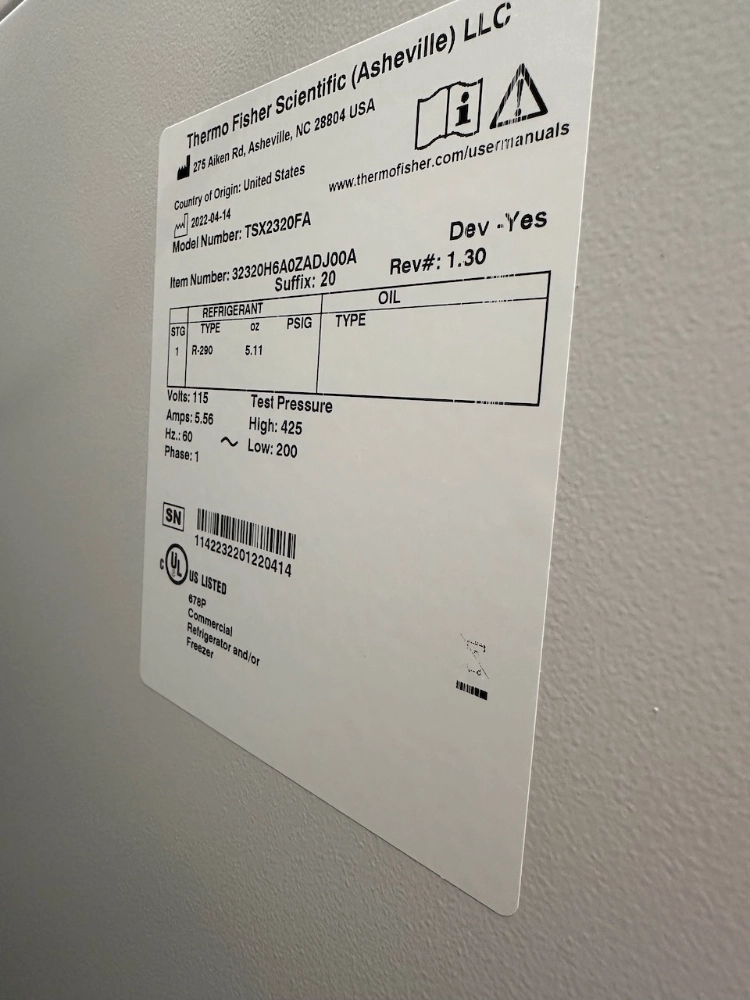 Thermo Fisher Scientific (Asheville) LLC
275 Aiken Rd, Asheville, NC 28804 USA
www.thermofisher.com/usermanuals
Country of Origin: United States
2022-04-14
Model Number: TSX2320FA
Dev -Yes
Item Number: 32320H6A0ZADJ00A
Suffix: 20
Rev#: 1.30
REFRIGERANT OIL
STG TYPE OZ PSIG TYPE
1 R-290 5.11
Volts: 115 Test Pressure
Amps: 5.56 High: 425
Hz.: 60 ~ Low: 200
Phase: 1
SN
1142232201220414
C UL US LISTED
678P
Commercial
Refrigerator and/or
Freezer